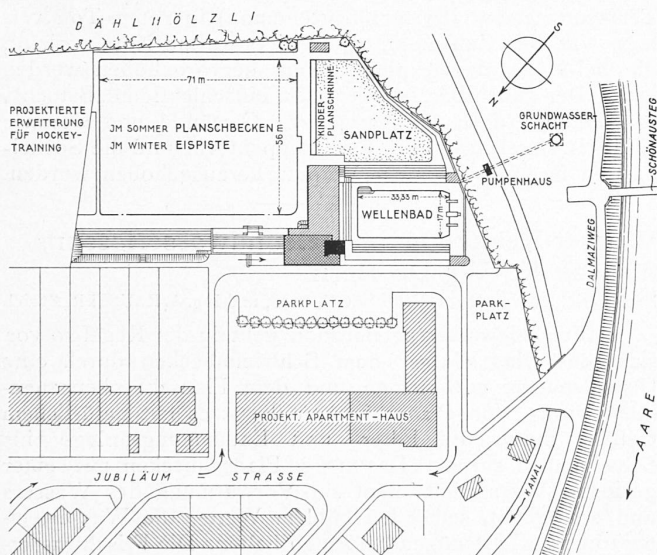 DÄHLHÖLZLI
S
N
71 m
56 m
PROJEKTIERTE
ERWEITERUNG
FÜR HOCKEY-
TRAINING
JM SOMMER PLANSCHBECKEN
JM WINTER EISPISTE
KINDER
PLANSCHRINNE
SANDPLATZ
GRUNDWASSER-
SCHACHT
PUMPENHAUS
SCHÖNAUSTEG
33,33 m
17 m
WELLENBAD
DALMAZIWEG
PARKPLATZ
PARK-
PLATZ
PROJEKT. APARTMENT-HAUS
AARE
JUBILÄUM = STRASSE
KANAL